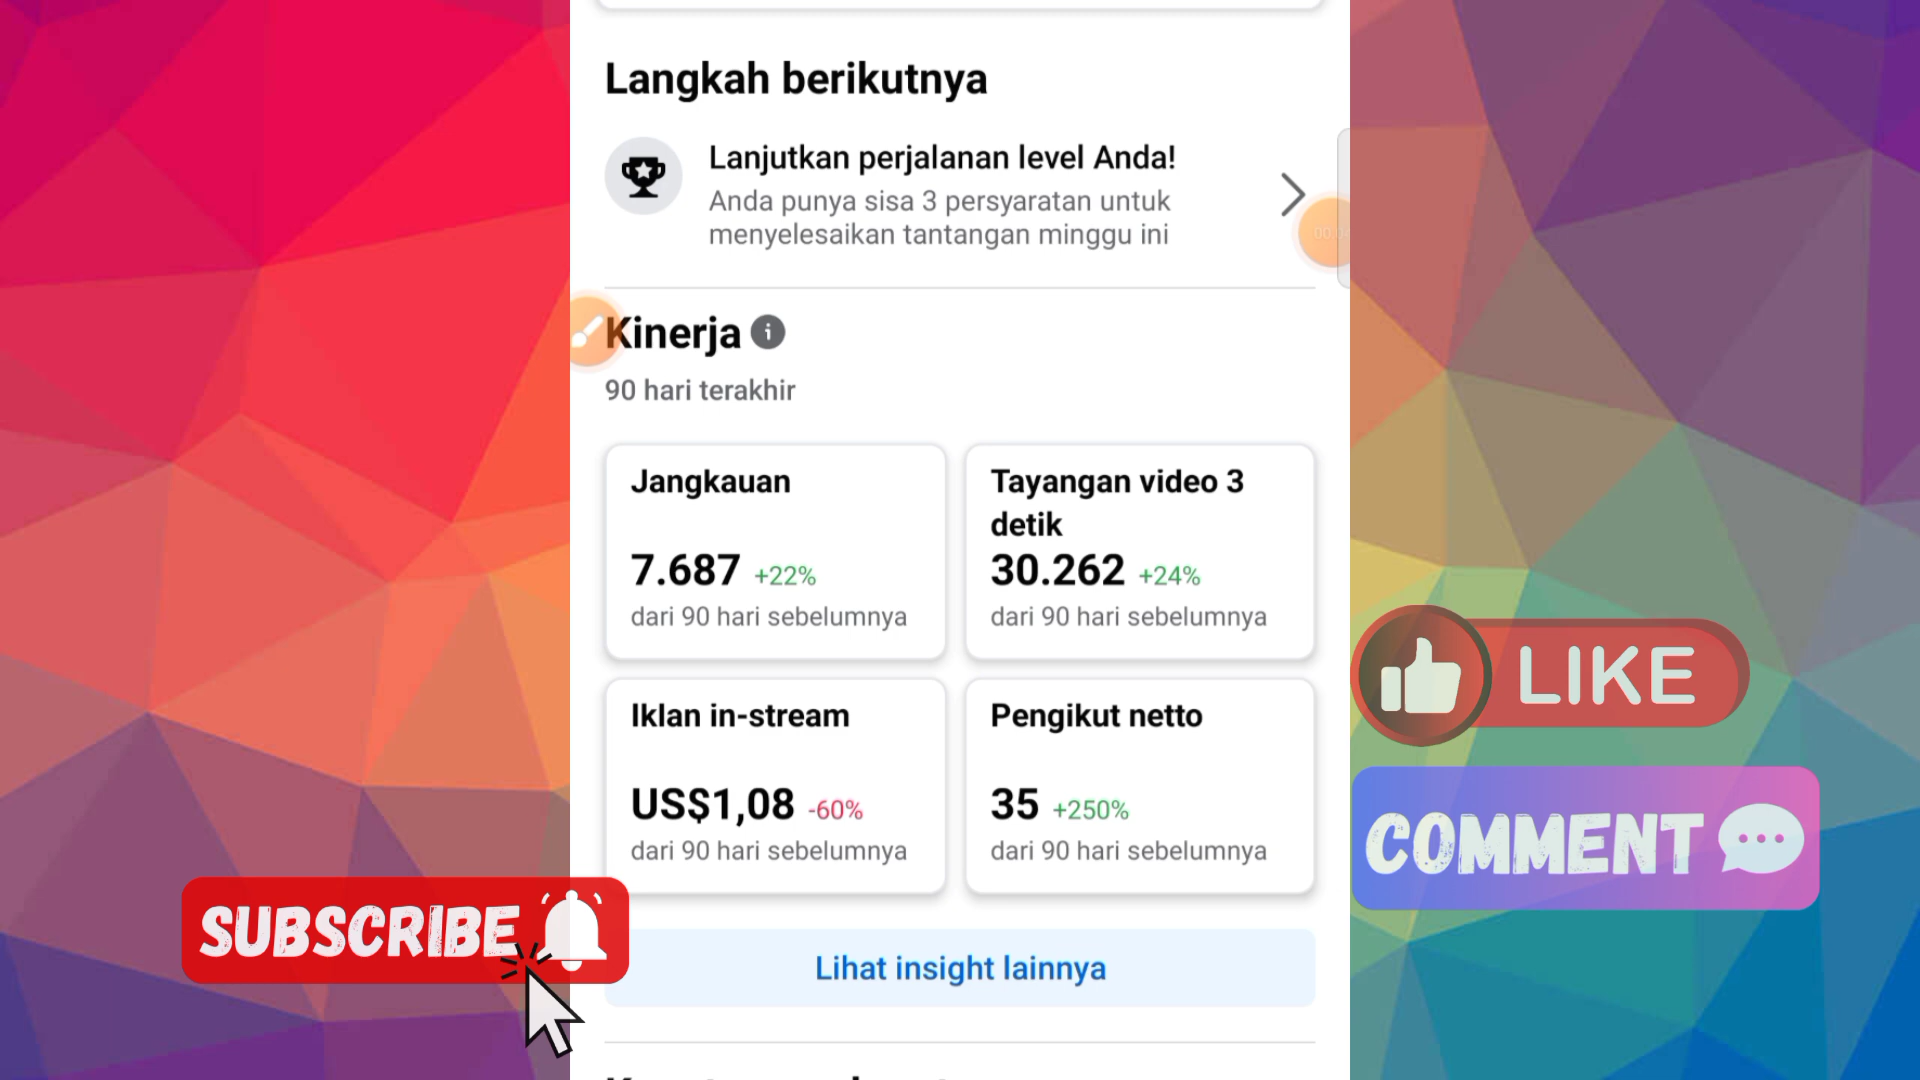 Langkah berikutnya
Lanjutkan perjalanan level Anda!
Anda punya sisa 3 persyaratan untuk
menyelesaikan tantangan minggu ini
Kinerja
90 hari terakhir
Jangkauan
7.687 +22%
dari 90 hari sebelumnya
Tayangan video 3
detik
30.262 +24%
dari 90 hari sebelumnya
Iklan in-stream
US$1,08 -60%
dari 90 hari sebelumnya
Pengikut netto
35 +250%
dari 90 hari sebelumnya
Lihat insight lainnya
SUBSCRIBE
LIKE
COMMENT